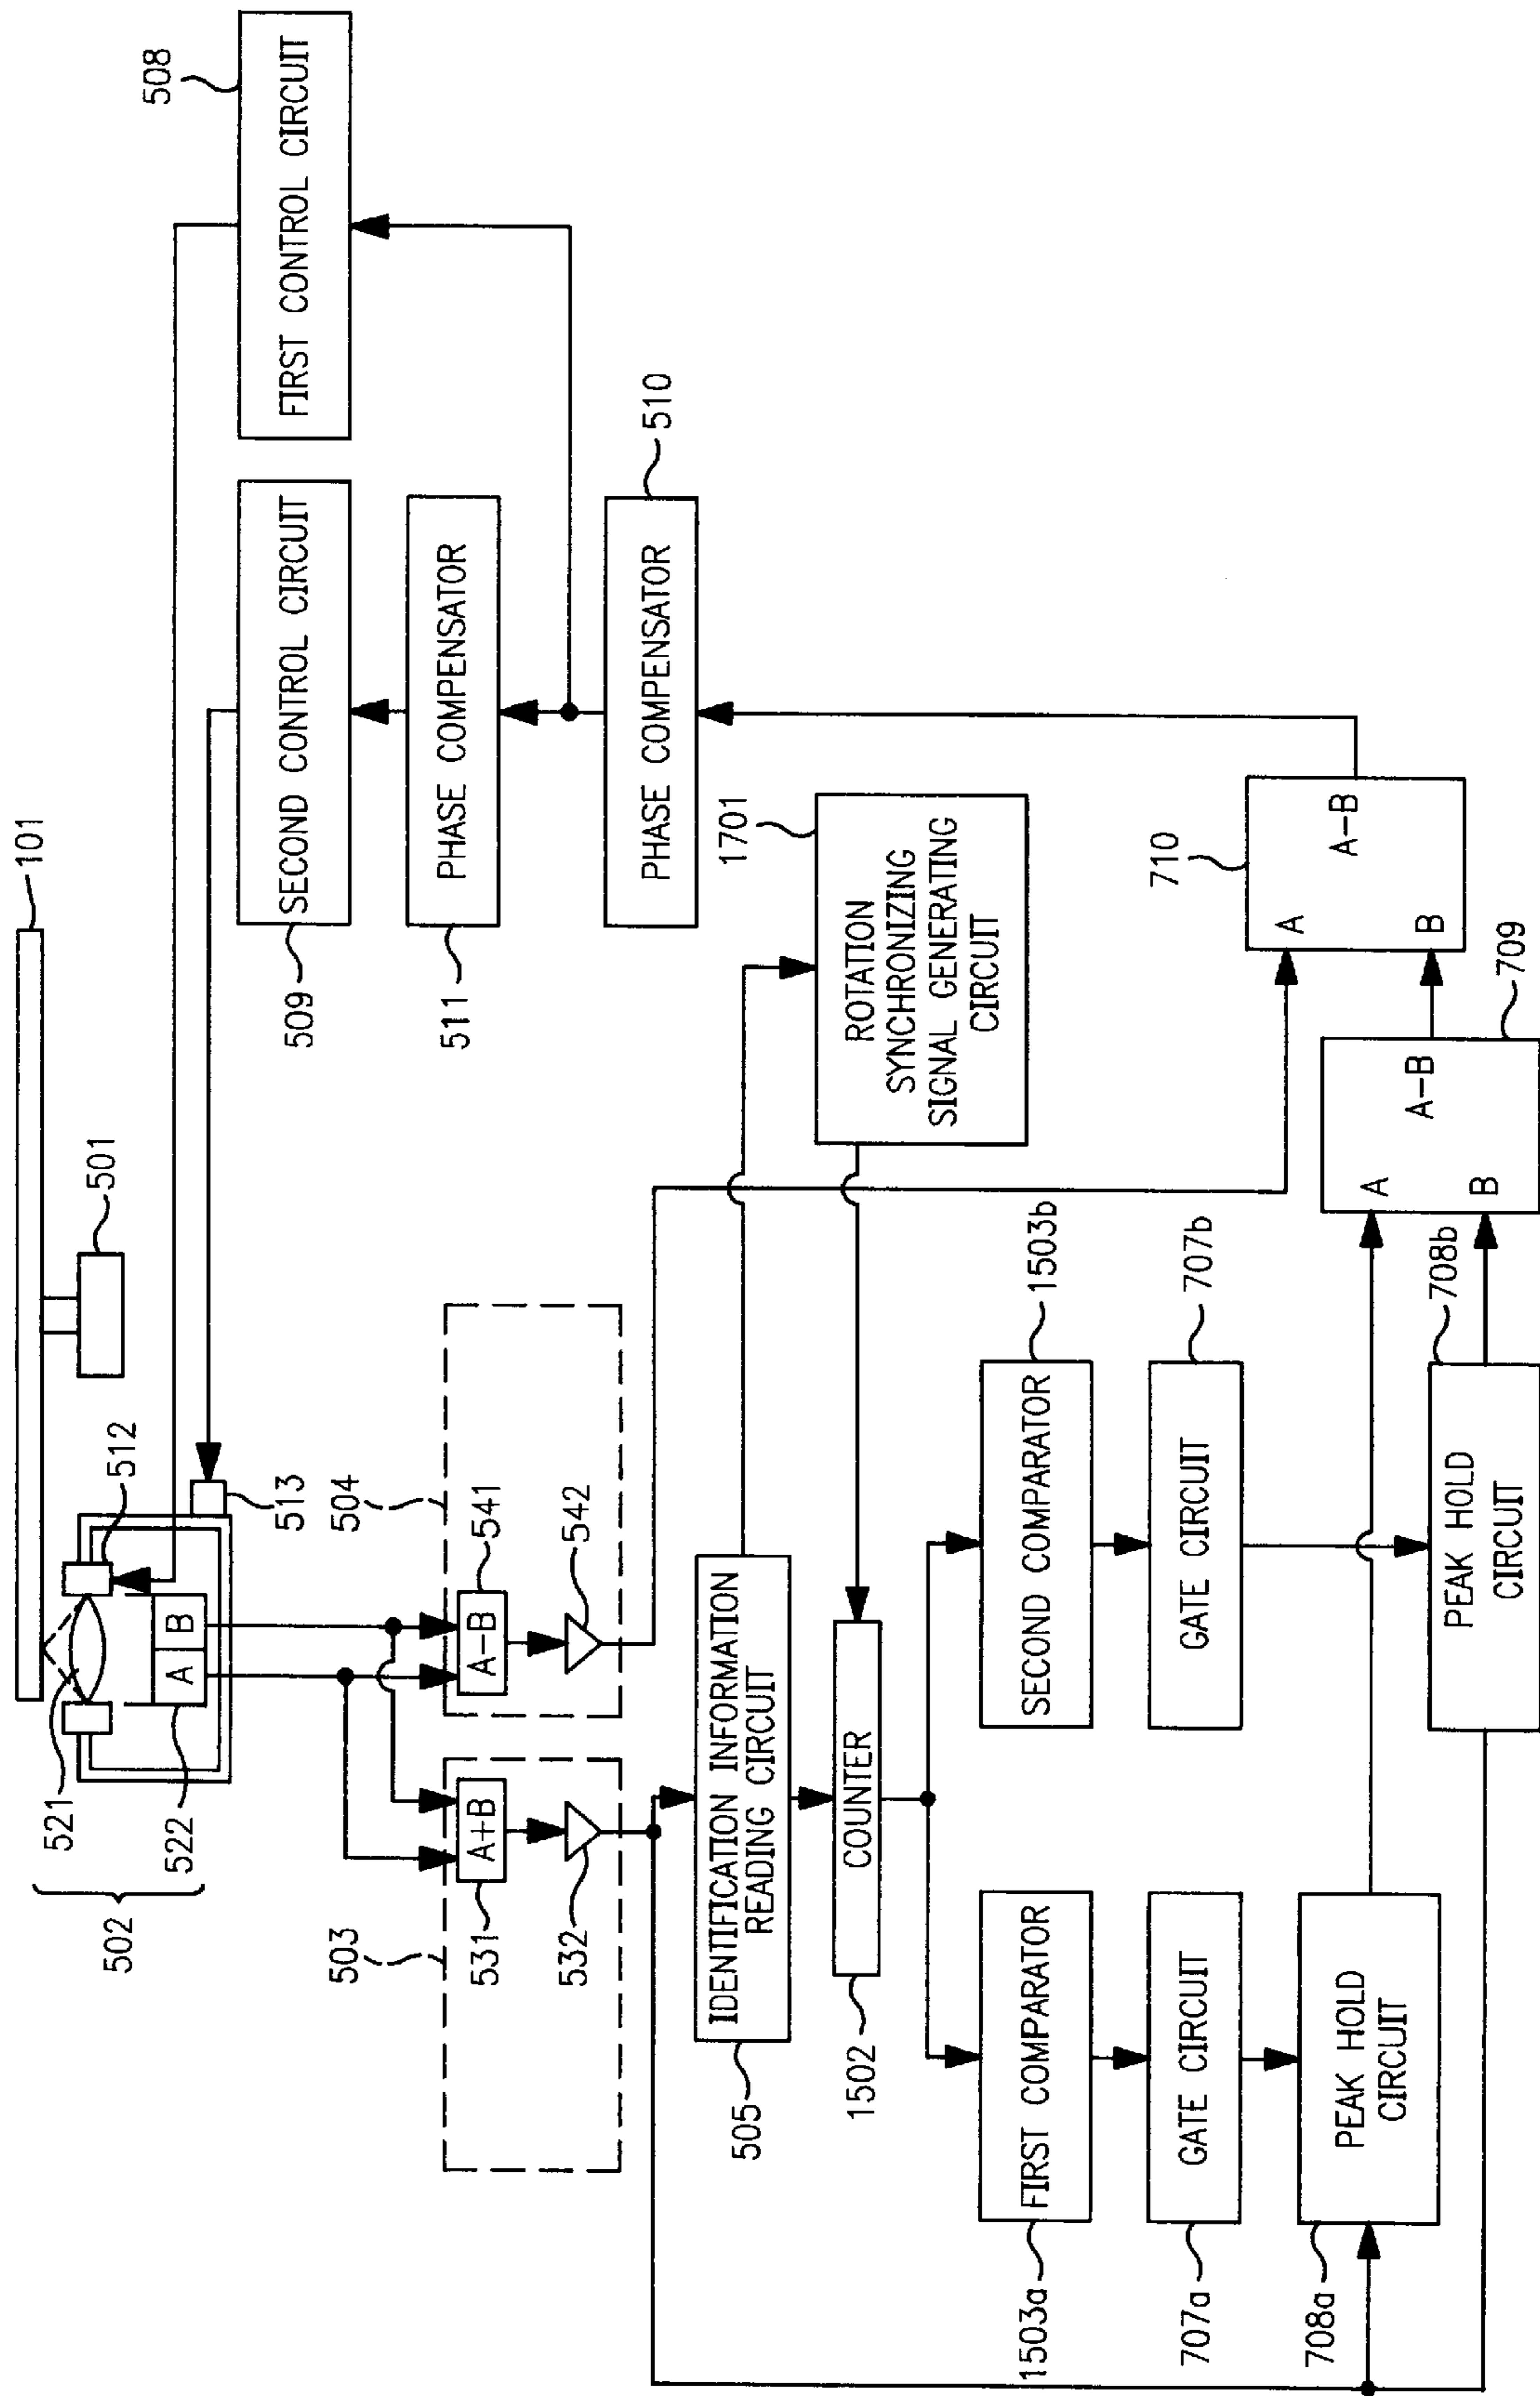 101
501
502
521
522
A
B
512
513
508
FIRST CONTROL CIRCUIT
SECOND CONTROL CIRCUIT
509
PHASE COMPENSATOR
511
PHASE COMPENSATOR
510
503
A+B
531
532
504
A−B
541
542
IDENTIFICATION INFORMATION
READING CIRCUIT
505
ROTATION
SYNCHRONIZING
SIGNAL GENERATING
CIRCUIT
1701
COUNTER
1502
FIRST COMPARATOR
1503a
SECOND COMPARATOR
1503b
GATE CIRCUIT
707a
GATE CIRCUIT
707b
PEAK HOLD
CIRCUIT
708a
PEAK HOLD
CIRCUIT
708b
A
B
A−B
709
A
B
A−B
710